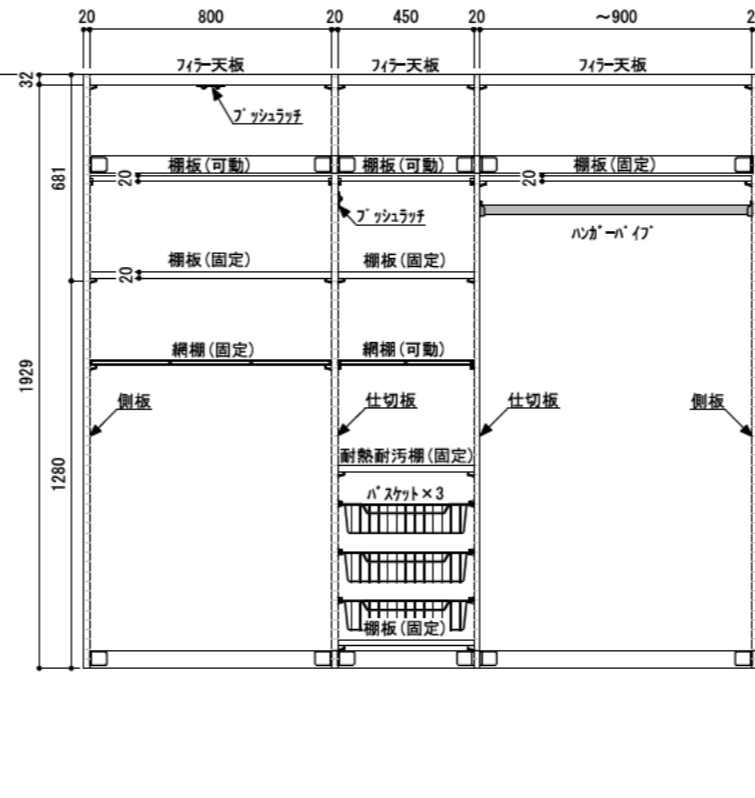 20 800 20 450 20 ～900 2
ﾌｨﾗｰ天板 ﾌｨﾗｰ天板 ﾌｨﾗｰ天板
32
ﾌﾟｯｼｭﾗｯﾁ
棚板(可動) 棚板(可動) 棚板(固定)
681
20
20
ﾌﾟｯｼｭﾗｯﾁ
ﾊﾝｶﾞｰﾊﾟｲﾌﾟ
棚板(固定) 棚板(固定)
20
網棚(固定) 網棚(可動)
1929
側板 仕切板 仕切板 側板
耐熱耐汚棚(固定)
1280
ﾊﾞｽｹｯﾄ×3
棚板(固定)